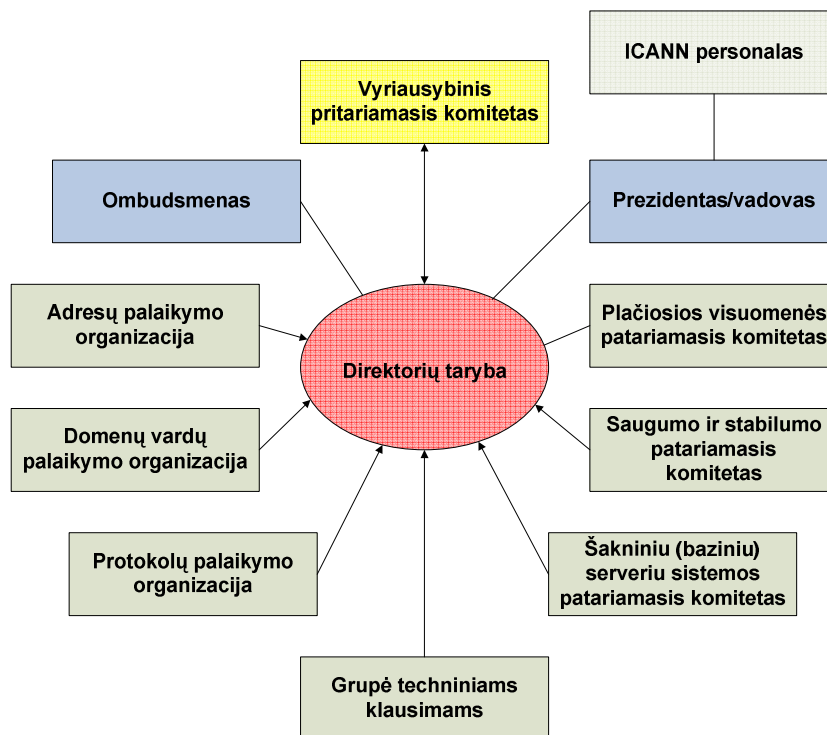 ICANN personalas
Vyriausybinis
pritariamasis komitetas
Ombudsmenas
Prezidentas/vadovas
Adresų palaikymo
organizacija
Plačiosios visuomenės
patariamasis komitetas
Direktorių taryba
Domenų vardų
palaikymo organizacija
Saugumo ir stabilumo
patariamasis
komitetas
Protokolų palaikymo
organizacija
Šakniniu (baziniu)
serveriu sistemos
patariamasis komitetas
Grupė techniniams
klausimams